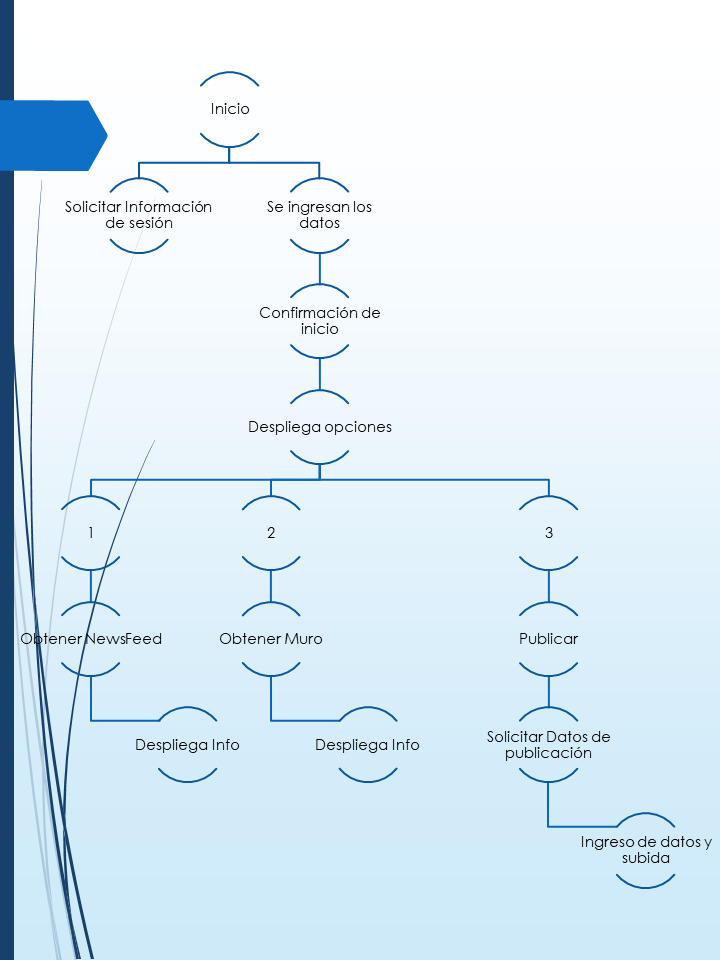 Inicio
Solicitar Información
de sesión
Se ingresan los
datos
Confirmación de
inicio
Despliega opciones
1
2
3
Obtener NewsFeed
Obtener Muro
Publicar
Despliega Info
Despliega Info
Solicitar Datos de
publicación
Ingreso de datos y
subida